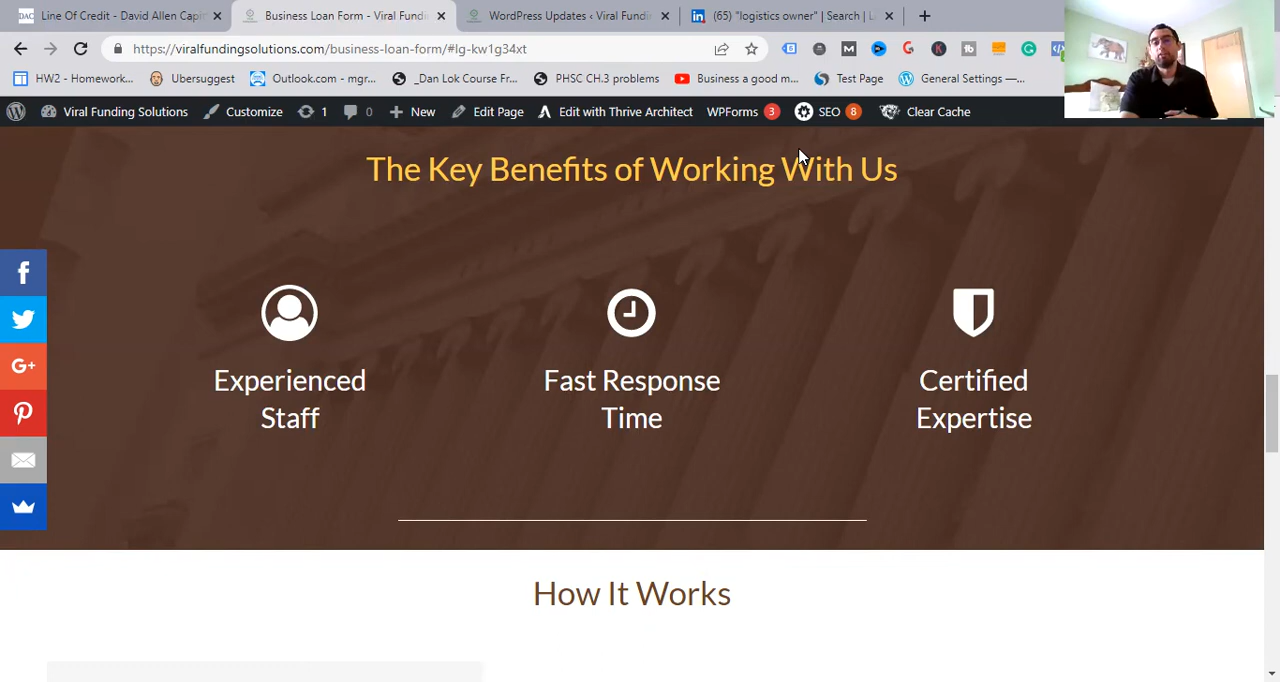 DAC Line Of Credit - David Allen Capi
Business Loan Form - Viral Fundi
WordPress Updates ‹ Viral Fundi
in (65) "logistics owner" | Search | Li
https://viralfundingsolutions.com/business-loan-form/#lg-kw1g34xt
HW2 - Homework...
Ubersuggest
Outlook.com - mgr...
_Dan Lok Course Fr...
PHSC CH.3 problems
Business a good m...
Test Page
General Settings —...
Viral Funding Solutions
Customize
1
0
New
Edit Page
Edit with Thrive Architect
WPForms 3
SEO 8
Clear Cache
The Key Benefits of Working With Us
f
G+
Experienced
Staff
Fast Response
Time
Certified
Expertise
How It Works